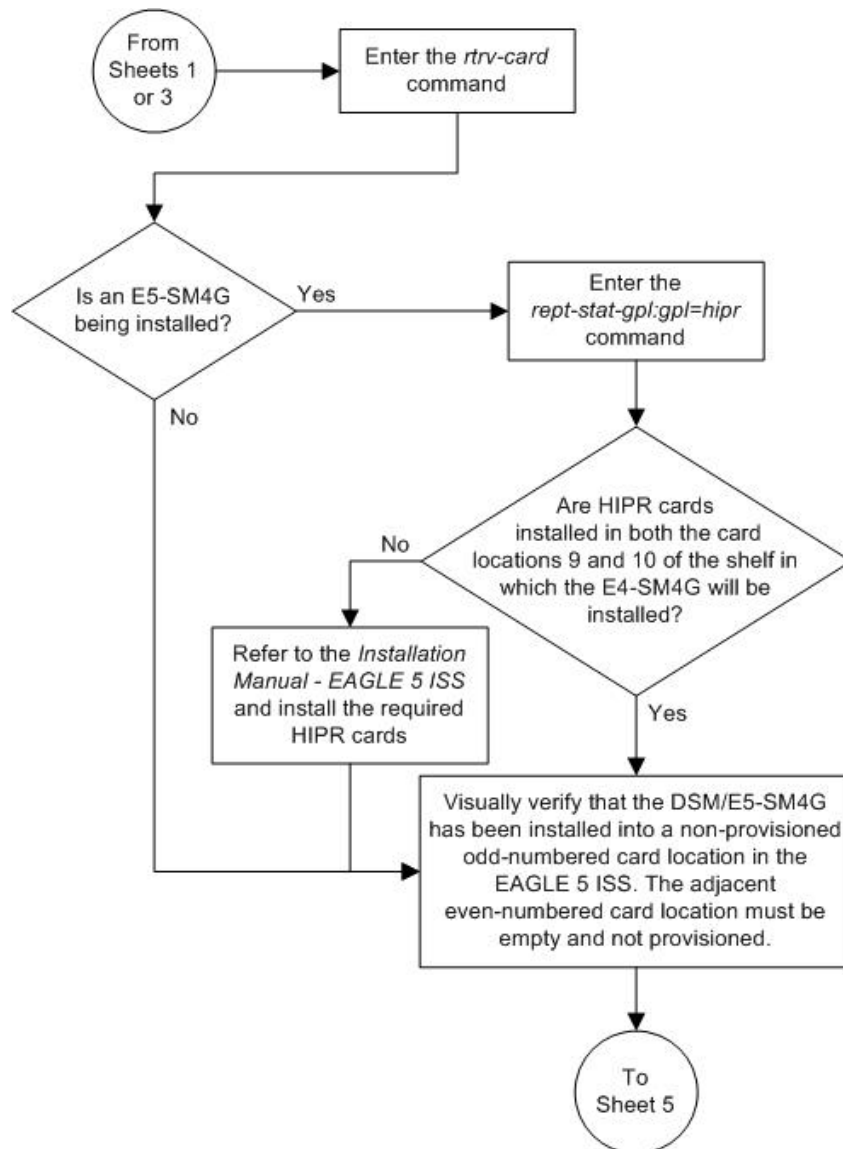 From
Sheets 1
or 3
Enter the rtrv-card
command
Is an E5-SM4G
being installed?
Yes
Enter the
rept-stat-gpl:gpl=hipr
command
No
Are HIPR cards
installed in both the card
locations 9 and 10 of the shelf in
which the E4-SM4G will be
installed?
No
Refer to the Installation
Manual - EAGLE 5 ISS
and install the required
HIPR cards
Yes
Visually verify that the DSM/E5-SM4G
has been installed into a non-provisioned
odd-numbered card location in the
EAGLE 5 ISS. The adjacent
even-numbered card location must be
empty and not provisioned.
To
Sheet 5